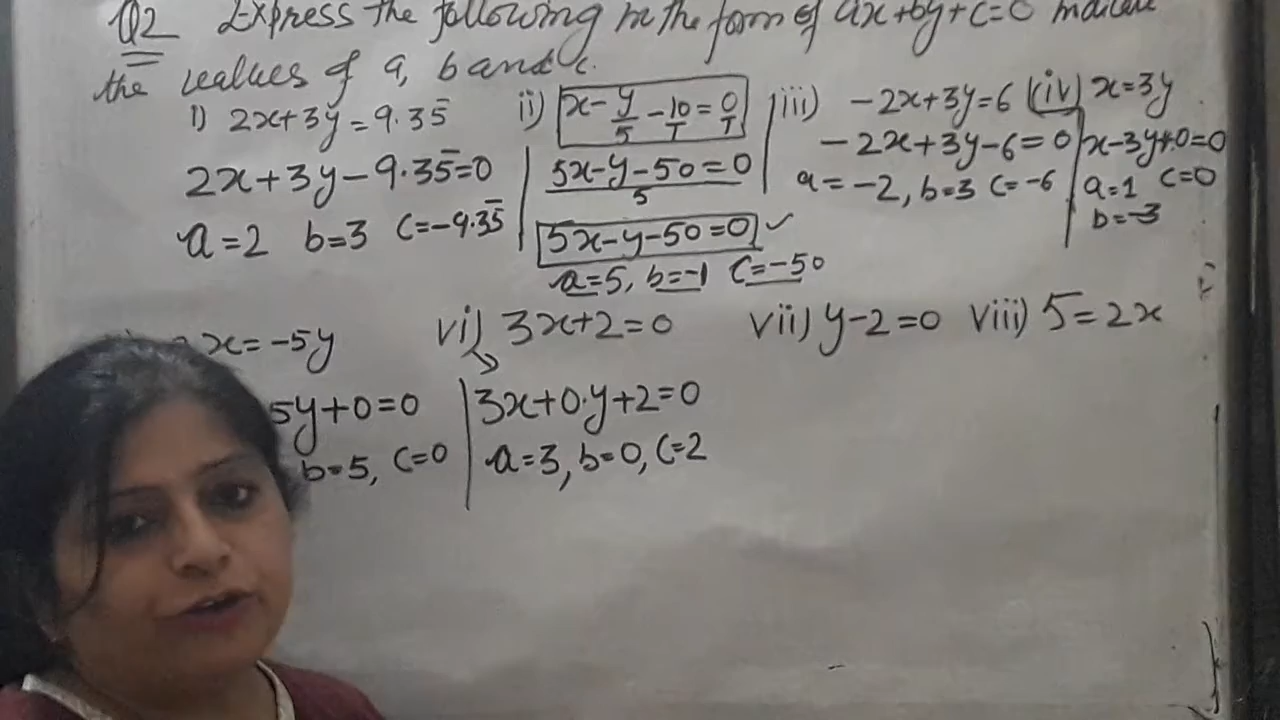 Q2 Express the following in the form of ax+by+c=0 indicate
the values of a, b and c.
i) 2x+3y=9.35̄
2x+3y-9.35̄=0
a=2 b=3 c=-9.35̄
ii) x-y/5-10/1=0/1
5x-y-50=0/5
5x-y-50=0 ✓
a=5, b=-1 c=-50
iii) -2x+3y=6
-2x+3y-6=0
a=-2, b=3 c=-6
(iv) x=3y
x-3y+0=0
a=1 c=0
b=-3
x=-5y
5y+0=0
b=5, c=0
vi) 3x+2=0
3x+0.y+2=0
a=3, b=0, c=2
vii) y-2=0
viii) 5=2x